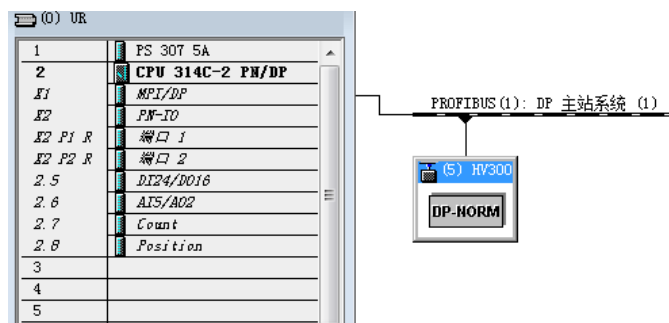 (0) UR
1 PS 307 5A
2 CPU 314C-2 PN/DP
X1 MPI/DP
X2 PN-IO
X2 P1 R 端口 1
X2 P2 R 端口 2
2.5 DI24/DO16
2.6 AI5/AO2
2.7 Count
2.8 Position
3
4
5
PROFIBUS(1): DP 主站系统 (1)
(5) HV300
DP-NORM